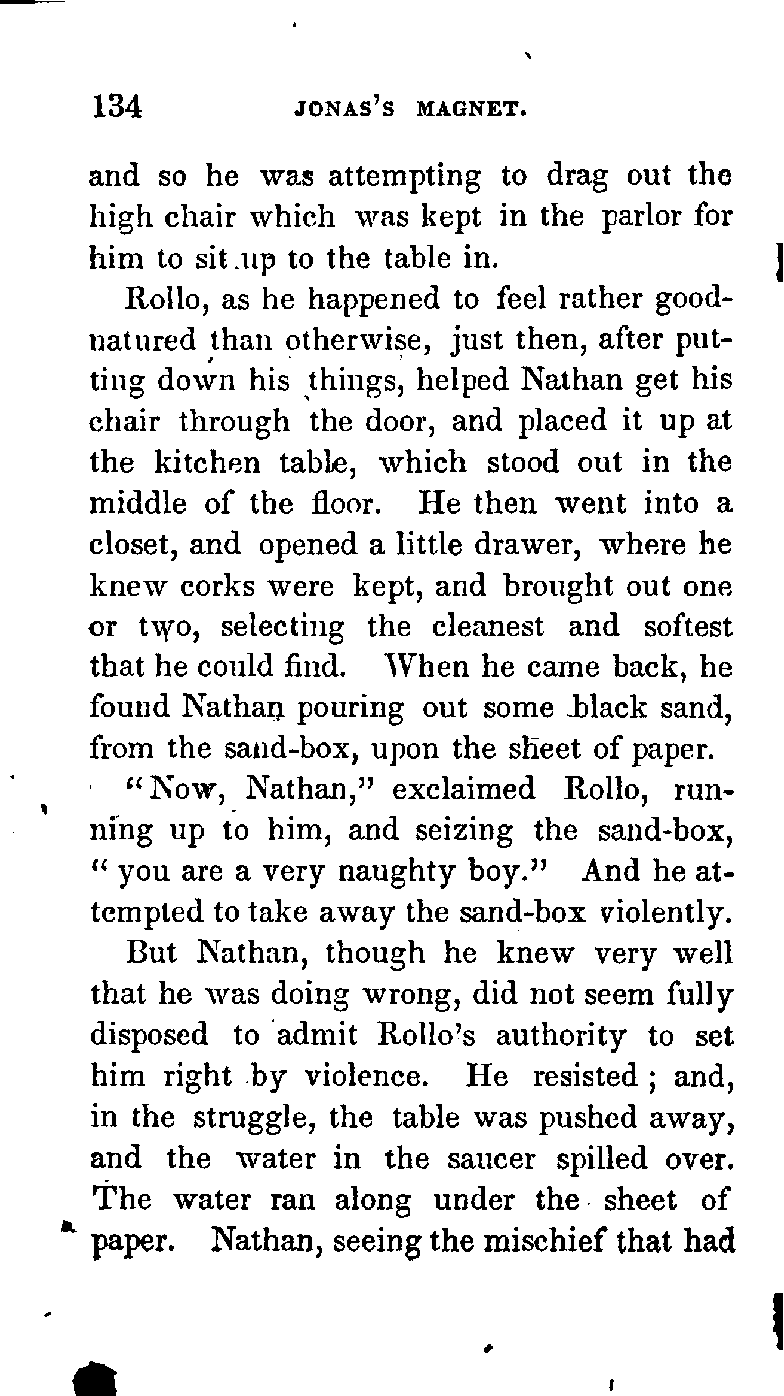 134 JONAS'S MAGNET.
and so he was attempting to drag out the
high chair which was kept in the parlor for
him to sit up to the table in.
Rollo, as he happened to feel rather good-
natured than otherwise, just then, after put-
ting down his things, helped Nathan get his
chair through the door, and placed it up at
the kitchen table, which stood out in the
middle of the floor. He then went into a
closet, and opened a little drawer, where he
knew corks were kept, and brought out one
or two, selecting the cleanest and softest
that he could find. When he came back, he
found Nathan pouring out some black sand,
from the sand-box, upon the sheet of paper.
"Now, Nathan," exclaimed Rollo, run-
ning up to him, and seizing the sand-box,
"you are a very naughty boy." And he at-
tempted to take away the sand-box violently.
But Nathan, though he knew very well
that he was doing wrong, did not seem fully
disposed to admit Rollo's authority to set
him right by violence. He resisted; and,
in the struggle, the table was pushed away,
and the water in the saucer spilled over.
The water ran along under the sheet of
paper. Nathan, seeing the mischief that had